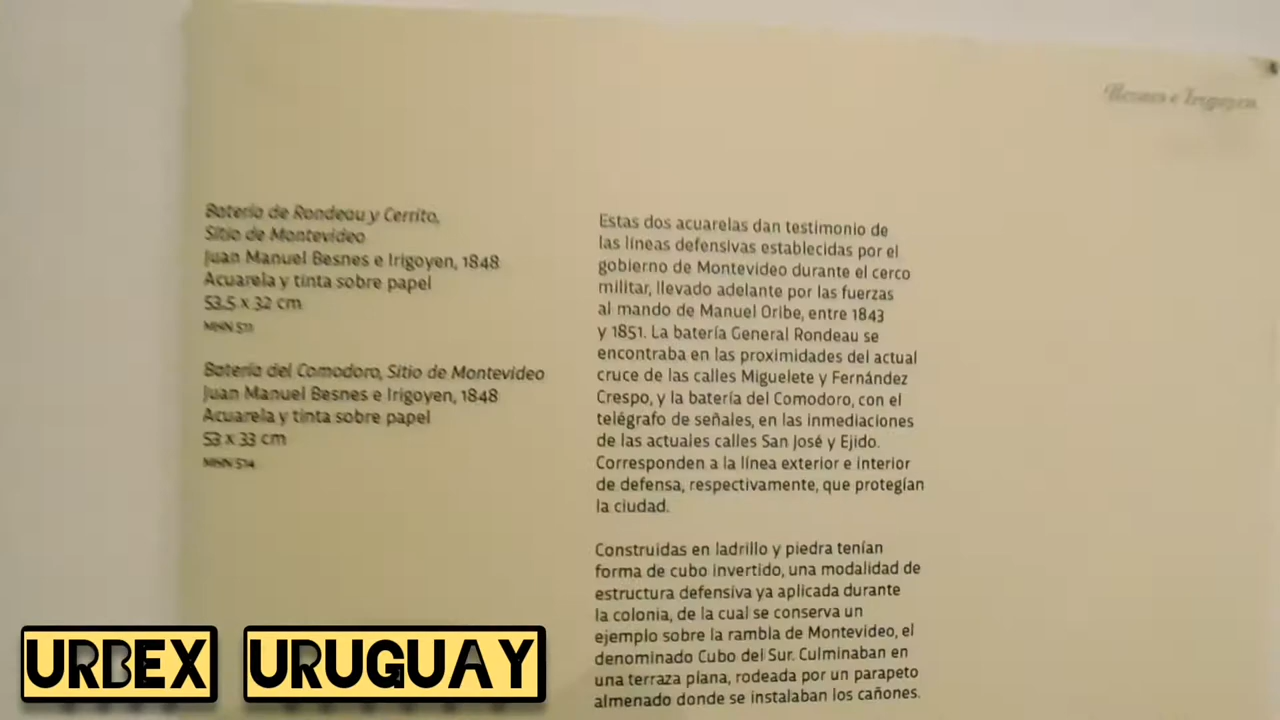 Besnes e Irigoyen
Batería de Rondeau y Cerrito,
Sitio de Montevideo
Juan Manuel Besnes e Irigoyen, 1848
Acuarela y tinta sobre papel
53.5 x 32 cm
MHN 511
Batería del Comodoro, Sitio de Montevideo
Juan Manuel Besnes e Irigoyen, 1848
Acuarela y tinta sobre papel
53 x 33 cm
MHN 514
Estas dos acuarelas dan testimonio de
las líneas defensivas establecidas por el
gobierno de Montevideo durante el cerco
militar, llevado adelante por las fuerzas
al mando de Manuel Oribe, entre 1843
y 1851. La batería General Rondeau se
encontraba en las proximidades del actual
cruce de las calles Miguelete y Fernández
Crespo, y la batería del Comodoro, con el
telégrafo de señales, en las inmediaciones
de las actuales calles San José y Ejido.
Corresponden a la línea exterior e interior
de defensa, respectivamente, que protegían
la ciudad.
Construidas en ladrillo y piedra tenían
forma de cubo invertido, una modalidad de
estructura defensiva ya aplicada durante
la colonia, de la cual se conserva un
ejemplo sobre la rambla de Montevideo, el
denominado Cubo del Sur. Culminaban en
una terraza plana, rodeada por un parapeto
almenado donde se instalaban los cañones.
URBEX URUGUAY